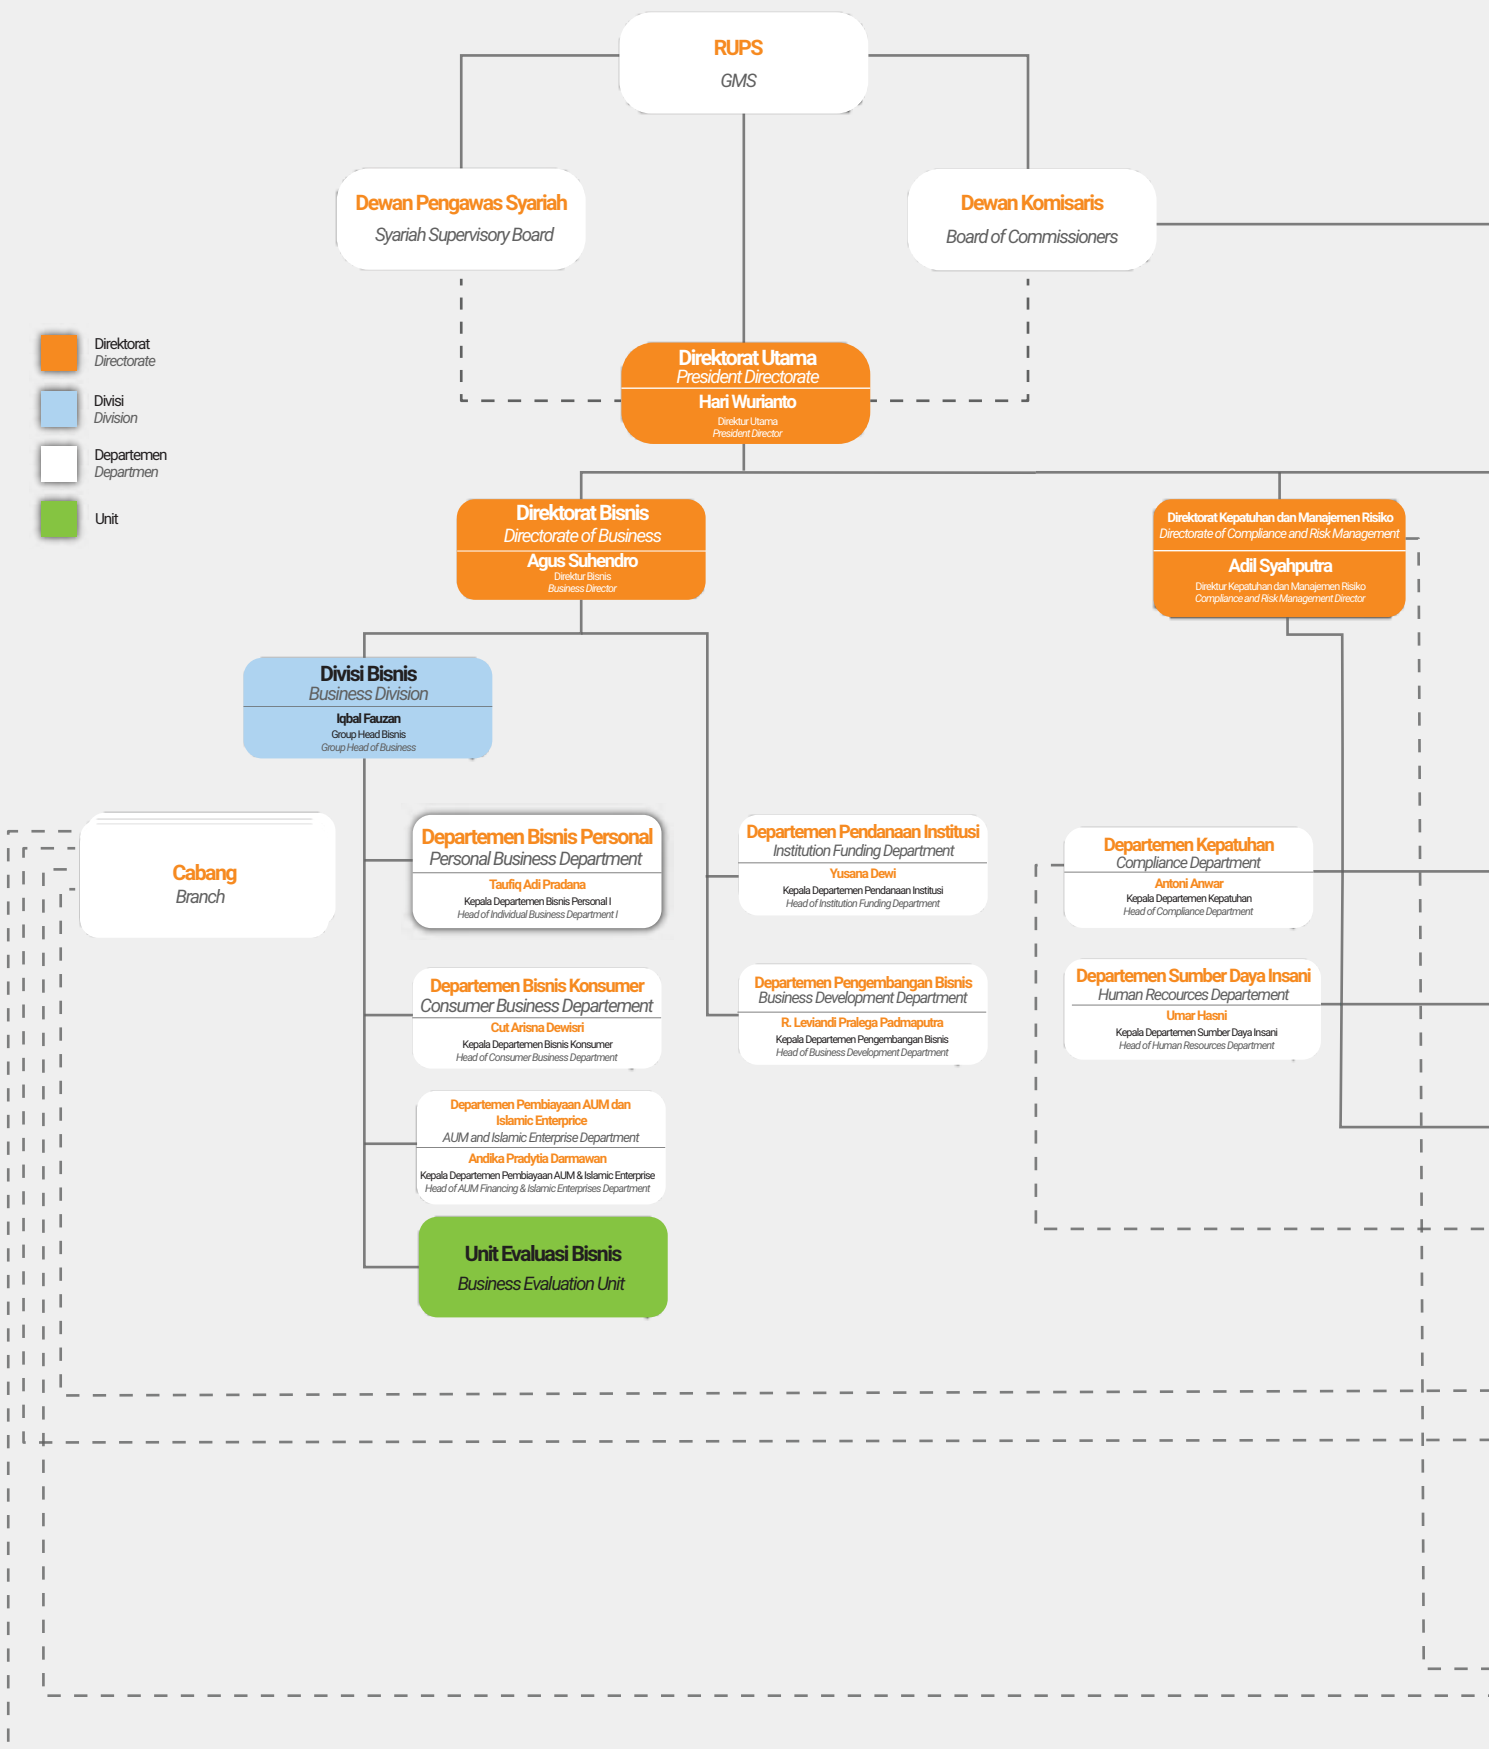 RUPS
GMS
Dewan Pengawas Syariah
Syariah Supervisory Board
Dewan Komisaris
Board of Commissioners
Direktorat
Directorate
Divisi
Division
Departemen
Departmen
Unit
Direktorat Utama
President Directorate
Hari Wurianto
Direktur Utama
President Director
Direktorat Bisnis
Directorate of Business
Agus Suhendro
Direktur Bisnis
Business Director
Direktorat Kepatuhan dan Manajemen Risiko
Directorate of Compliance and Risk Management
Adil Syahputra
Direktur Kepatuhan dan Manajemen Risiko
Compliance and Risk Management Director
Divisi Bisnis
Business Division
Iqbal Fauzan
Group Head Bisnis
Group Head of Business
Cabang
Branch
Departemen Bisnis Personal
Personal Business Department
Taufiq Adi Pradana
Kepala Departemen Bisnis Personal I
Head of Individual Business Department I
Departemen Pendanaan Institusi
Institution Funding Department
Yusana Dewi
Kepala Departemen Pendanaan Institusi
Head of Institution Funding Department
Departemen Kepatuhan
Compliance Department
Antoni Anwar
Kepala Departemen Kepatuhan
Head of Compliance Department
Departemen Bisnis Konsumer
Consumer Business Departement
Cut Arisna Dewisri
Kepala Departemen Bisnis Konsumer
Head of Consumer Business Department
Departemen Pengembangan Bisnis
Business Development Department
R. Leviandi Pralega Padmaputra
Kepala Departemen Pengembangan Bisnis
Head of Business Development Department
Departemen Sumber Daya Insani
Human Recources Departement
Umar Hasni
Kepala Departemen Sumber Daya Insani
Head of Human Resources Department
Departemen Pembiayaan AUM dan
Islamic Enterprice
AUM and Islamic Enterprise Department
Andika Pradytia Darmawan
Kepala Departemen Pembiayaan AUM & Islamic Enterprise
Head of AUM Financing & Islamic Enterprises Department
Unit Evaluasi Bisnis
Business Evaluation Unit